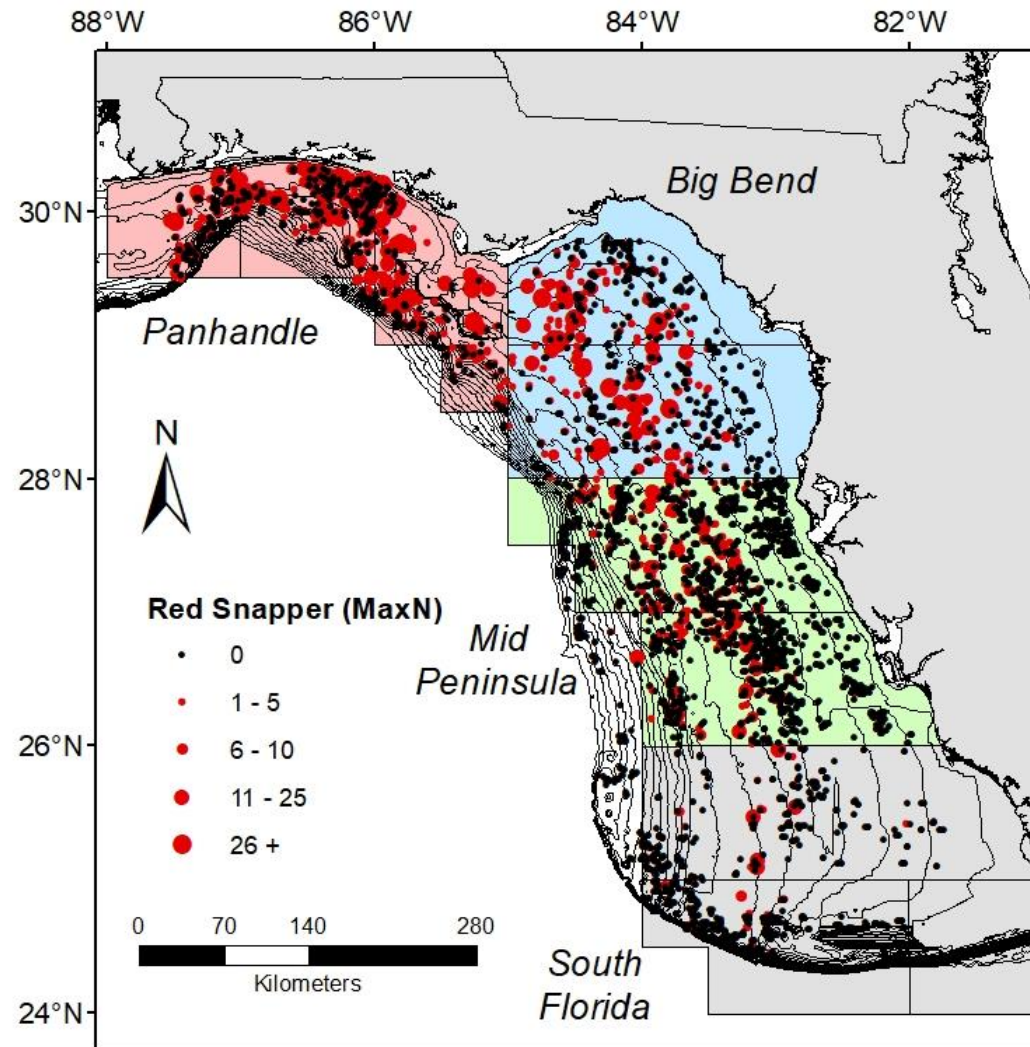 88°W 86°W 84°W 82°W
Big Bend
30°N
Panhandle
N
28°N
Red Snapper (MaxN)
0
1 - 5
6 - 10
11 - 25
26 +
Mid
Peninsula
26°N
0 70 140 280
Kilometers
South
Florida
24°N